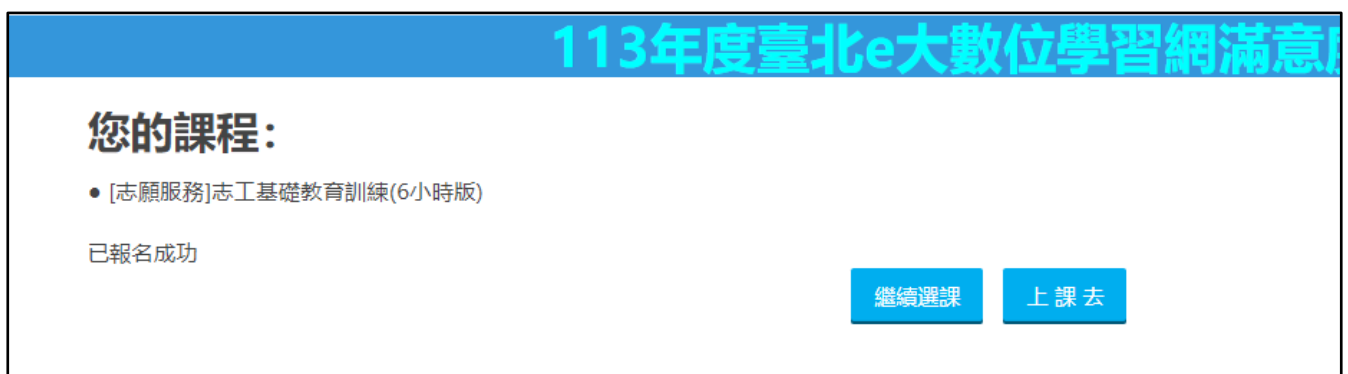 113年度臺北e大數位學習網滿意
您的課程：
● [志願服務]志工基礎教育訓練(6小時版)
已報名成功
繼續選課 上 課 去